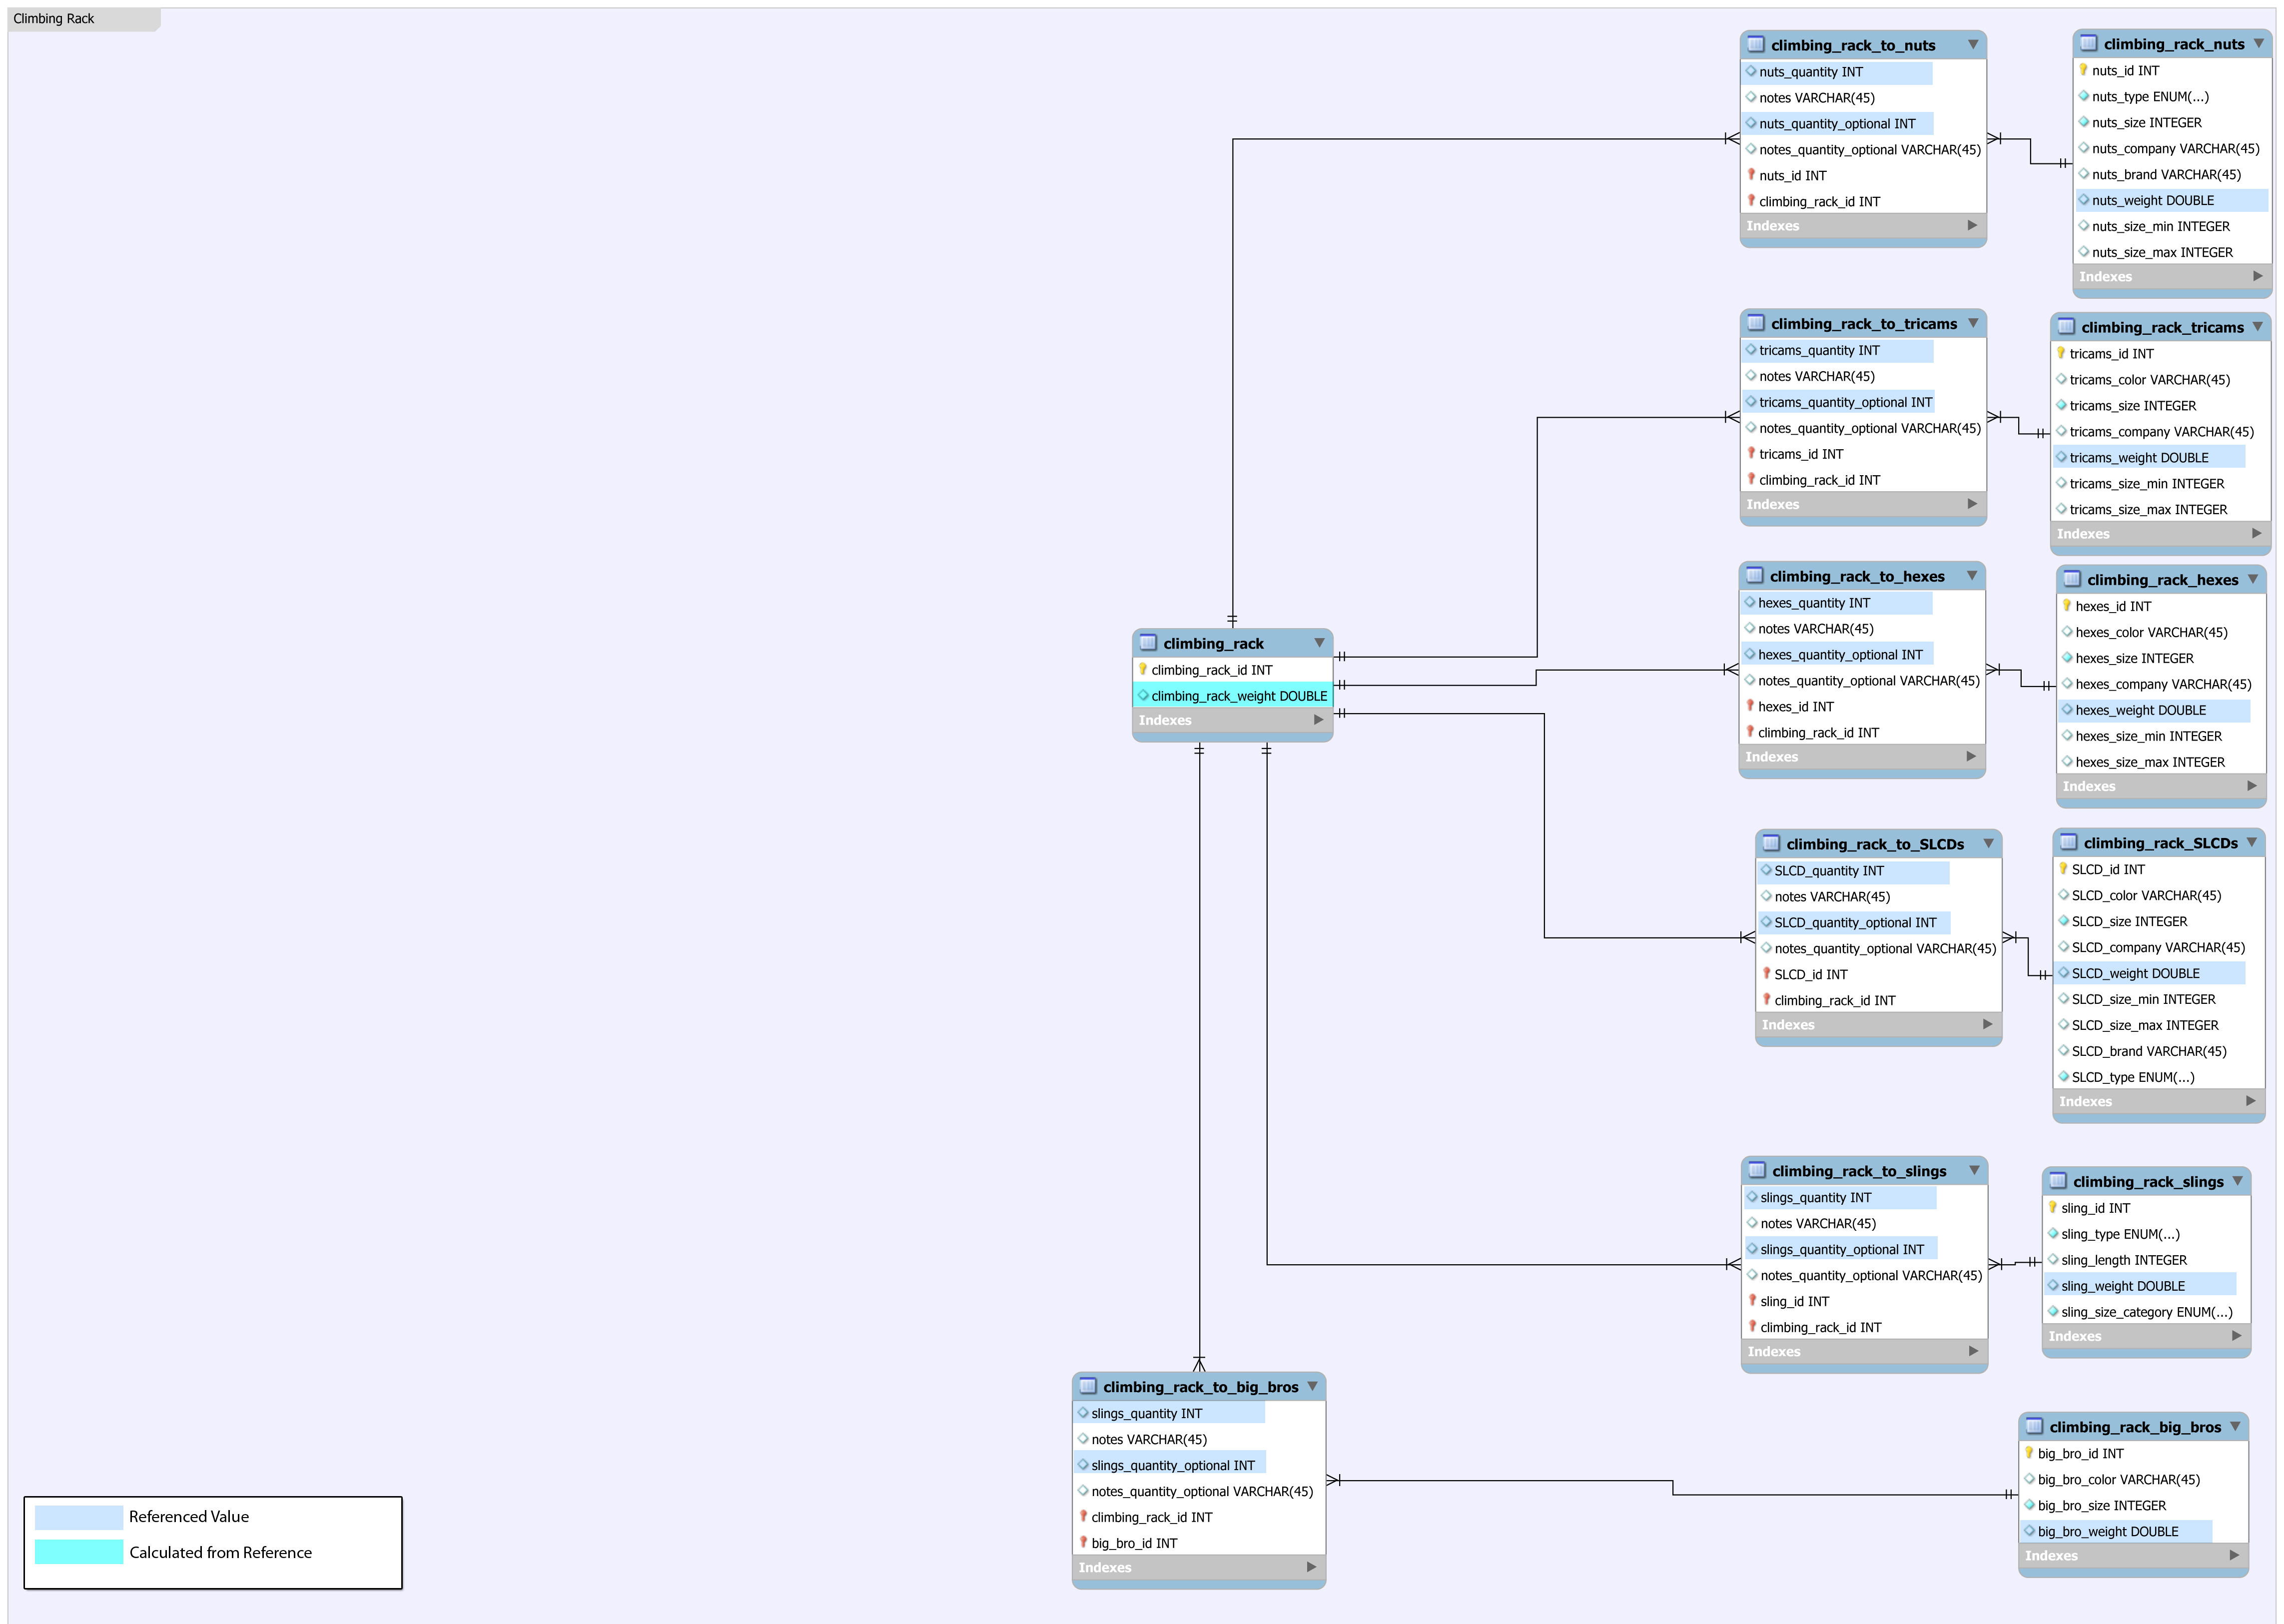 Climbing Rack
climbing_rack_to_nuts
nuts_quantity INT
notes VARCHAR(45)
nuts_quantity_optional INT
notes_quantity_optional VARCHAR(45)
nuts_id INT
climbing_rack_id INT
Indexes
climbing_rack_nuts
nuts_id INT
nuts_type ENUM(...)
nuts_size INTEGER
nuts_company VARCHAR(45)
nuts_brand VARCHAR(45)
nuts_weight DOUBLE
nuts_size_min INTEGER
nuts_size_max INTEGER
Indexes
climbing_rack_to_tricams
tricams_quantity INT
notes VARCHAR(45)
tricams_quantity_optional INT
notes_quantity_optional VARCHAR(45)
tricams_id INT
climbing_rack_id INT
Indexes
climbing_rack_tricams
tricams_id INT
tricams_color VARCHAR(45)
tricams_size INTEGER
tricams_company VARCHAR(45)
tricams_weight DOUBLE
tricams_size_min INTEGER
tricams_size_max INTEGER
Indexes
climbing_rack_to_hexes
hexes_quantity INT
notes VARCHAR(45)
hexes_quantity_optional INT
notes_quantity_optional VARCHAR(45)
hexes_id INT
climbing_rack_id INT
Indexes
climbing_rack_hexes
hexes_id INT
hexes_color VARCHAR(45)
hexes_size INTEGER
hexes_company VARCHAR(45)
hexes_weight DOUBLE
hexes_size_min INTEGER
hexes_size_max INTEGER
Indexes
climbing_rack
climbing_rack_id INT
climbing_rack_weight DOUBLE
Indexes
climbing_rack_to_SLCDs
SLCD_quantity INT
notes VARCHAR(45)
SLCD_quantity_optional INT
notes_quantity_optional VARCHAR(45)
SLCD_id INT
climbing_rack_id INT
Indexes
climbing_rack_SLCDs
SLCD_id INT
SLCD_color VARCHAR(45)
SLCD_size INTEGER
SLCD_company VARCHAR(45)
SLCD_weight DOUBLE
SLCD_size_min INTEGER
SLCD_size_max INTEGER
SLCD_brand VARCHAR(45)
SLCD_type ENUM(...)
Indexes
climbing_rack_to_slings
slings_quantity INT
notes VARCHAR(45)
slings_quantity_optional INT
notes_quantity_optional VARCHAR(45)
sling_id INT
climbing_rack_id INT
Indexes
climbing_rack_slings
sling_id INT
sling_type ENUM(...)
sling_length INTEGER
sling_weight DOUBLE
sling_size_category ENUM(...)
Indexes
climbing_rack_to_big_bros
slings_quantity INT
notes VARCHAR(45)
slings_quantity_optional INT
notes_quantity_optional VARCHAR(45)
climbing_rack_id INT
big_bro_id INT
Indexes
climbing_rack_big_bros
big_bro_id INT
big_bro_color VARCHAR(45)
big_bro_size INTEGER
big_bro_weight DOUBLE
Indexes
Referenced Value
Calculated from Reference